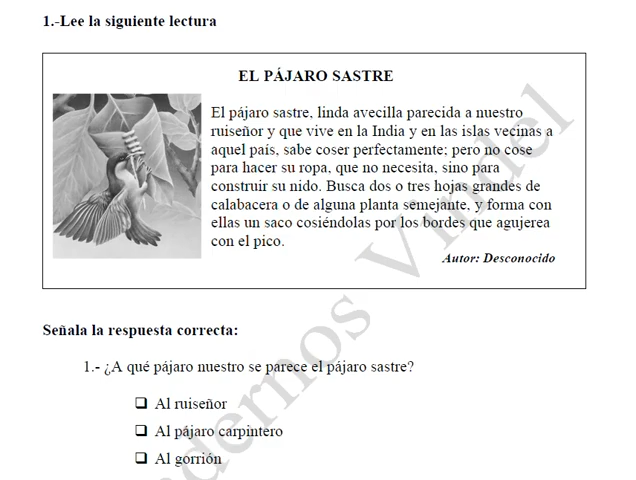 1.-Lee la siguiente lectura
EL PÁJARO SASTRE
El pájaro sastre, linda avecilla parecida a nuestro
ruiseñor y que vive en la India y en las islas vecinas a
aquel país, sabe coser perfectamente; pero no cose
para hacer su ropa, que no necesita, sino para
construir su nido. Busca dos o tres hojas grandes de
calabacera o de alguna planta semejante, y forma con
ellas un saco cosiéndolas por los bordes que agujerea
con el pico.
Autor: Desconocido
Señala la respuesta correcta:
1.- ¿A qué pájaro nuestro se parece el pájaro sastre?
❑ Al ruiseñor
❑ Al pájaro carpintero
❑ Al gorrión
dernos Vindel